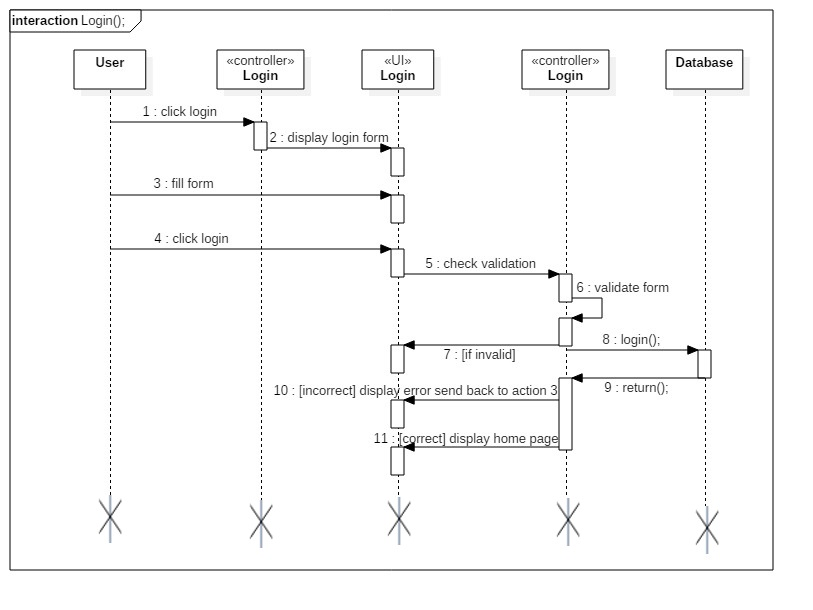 interaction Login();
User
«controller»
Login
«UI»
Login
«controller»
Login
Database
1 : click login
2 : display login form
3 : fill form
4 : click login
5 : check validation
6 : validate form
7 : [if invalid]
8 : login();
9 : return();
10 : [incorrect] display error send back to action 3
11 : [correct] display home page